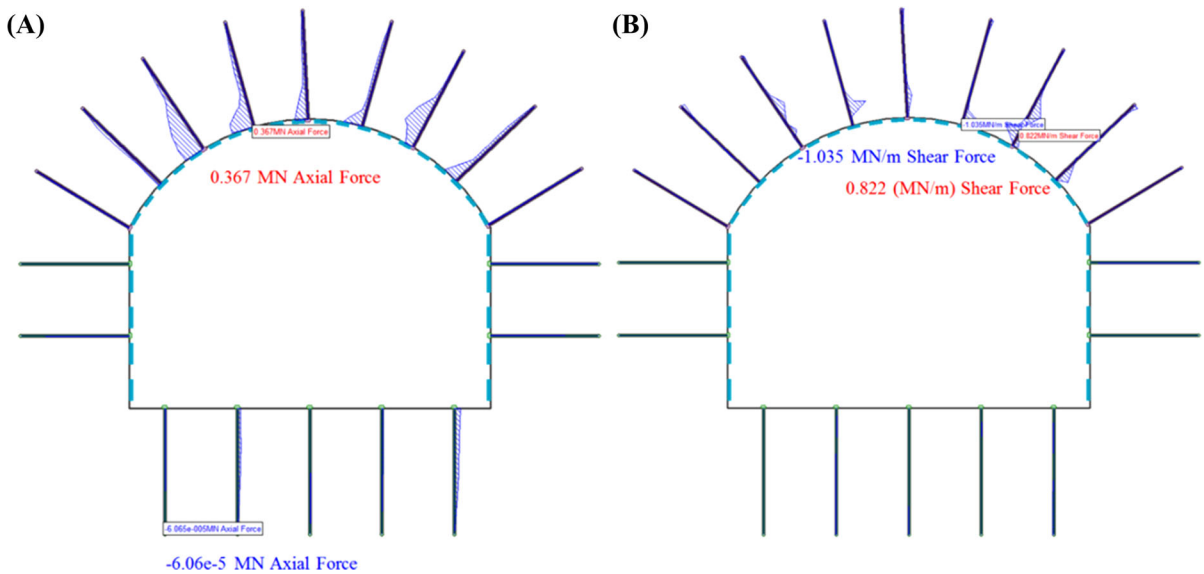 (A)
(B)
0.367MN Axial Force
0.367 MN Axial Force
-6.065e-005MN Axial Force
-6.06e-5 MN Axial Force
-1.035MN/m Shear Force
0.822MN/m Shear Force
-1.035 MN/m Shear Force
0.822 (MN/m) Shear Force